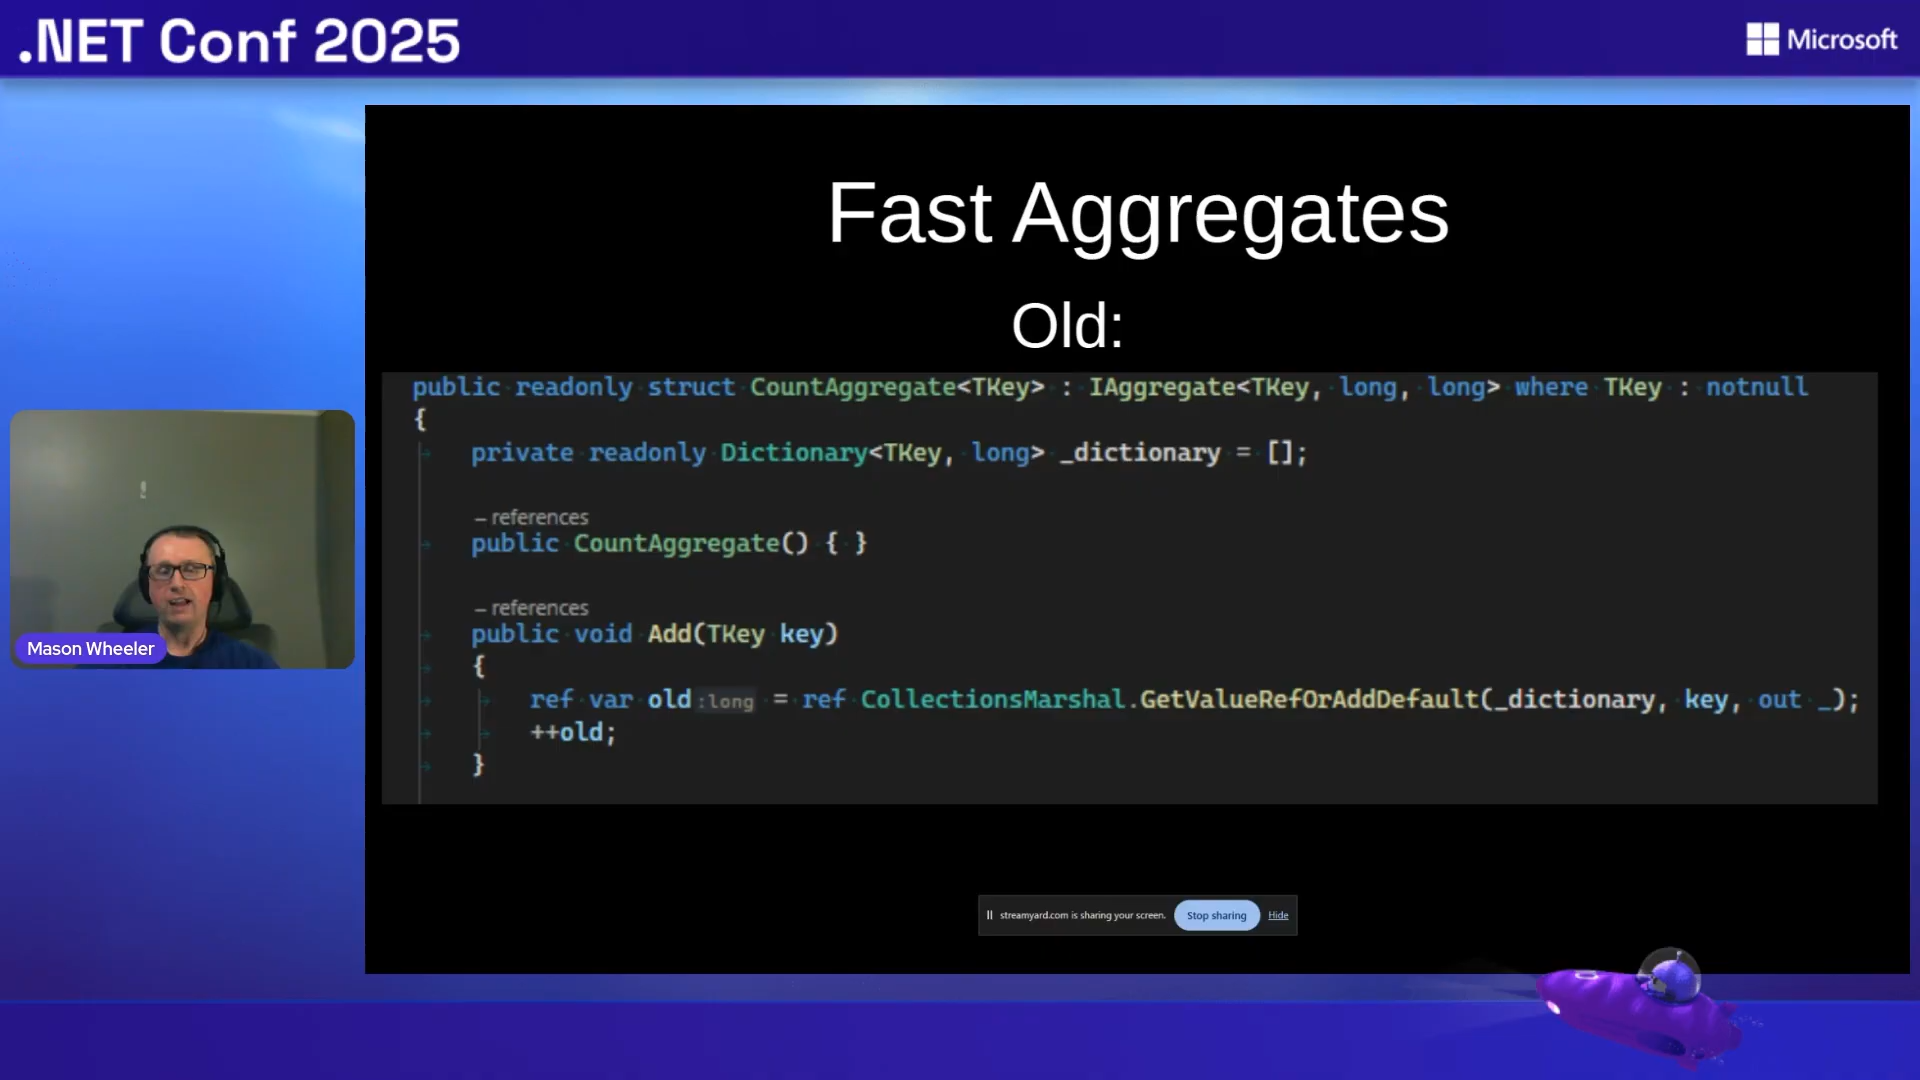 .NET Conf 2025
Microsoft
Fast Aggregates
Old:
public readonly struct CountAggregate<TKey> : IAggregate<TKey, long, long> where TKey : notnull
{
private readonly Dictionary<TKey, long> _dictionary = [];
– references
public CountAggregate() { }
– references
public void Add(TKey key)
{
ref var old :long = ref CollectionsMarshal.GetValueRefOrAddDefault(_dictionary, key, out _);
++old;
}
Mason Wheeler
streamyard.com is sharing your screen. Stop sharing Hide